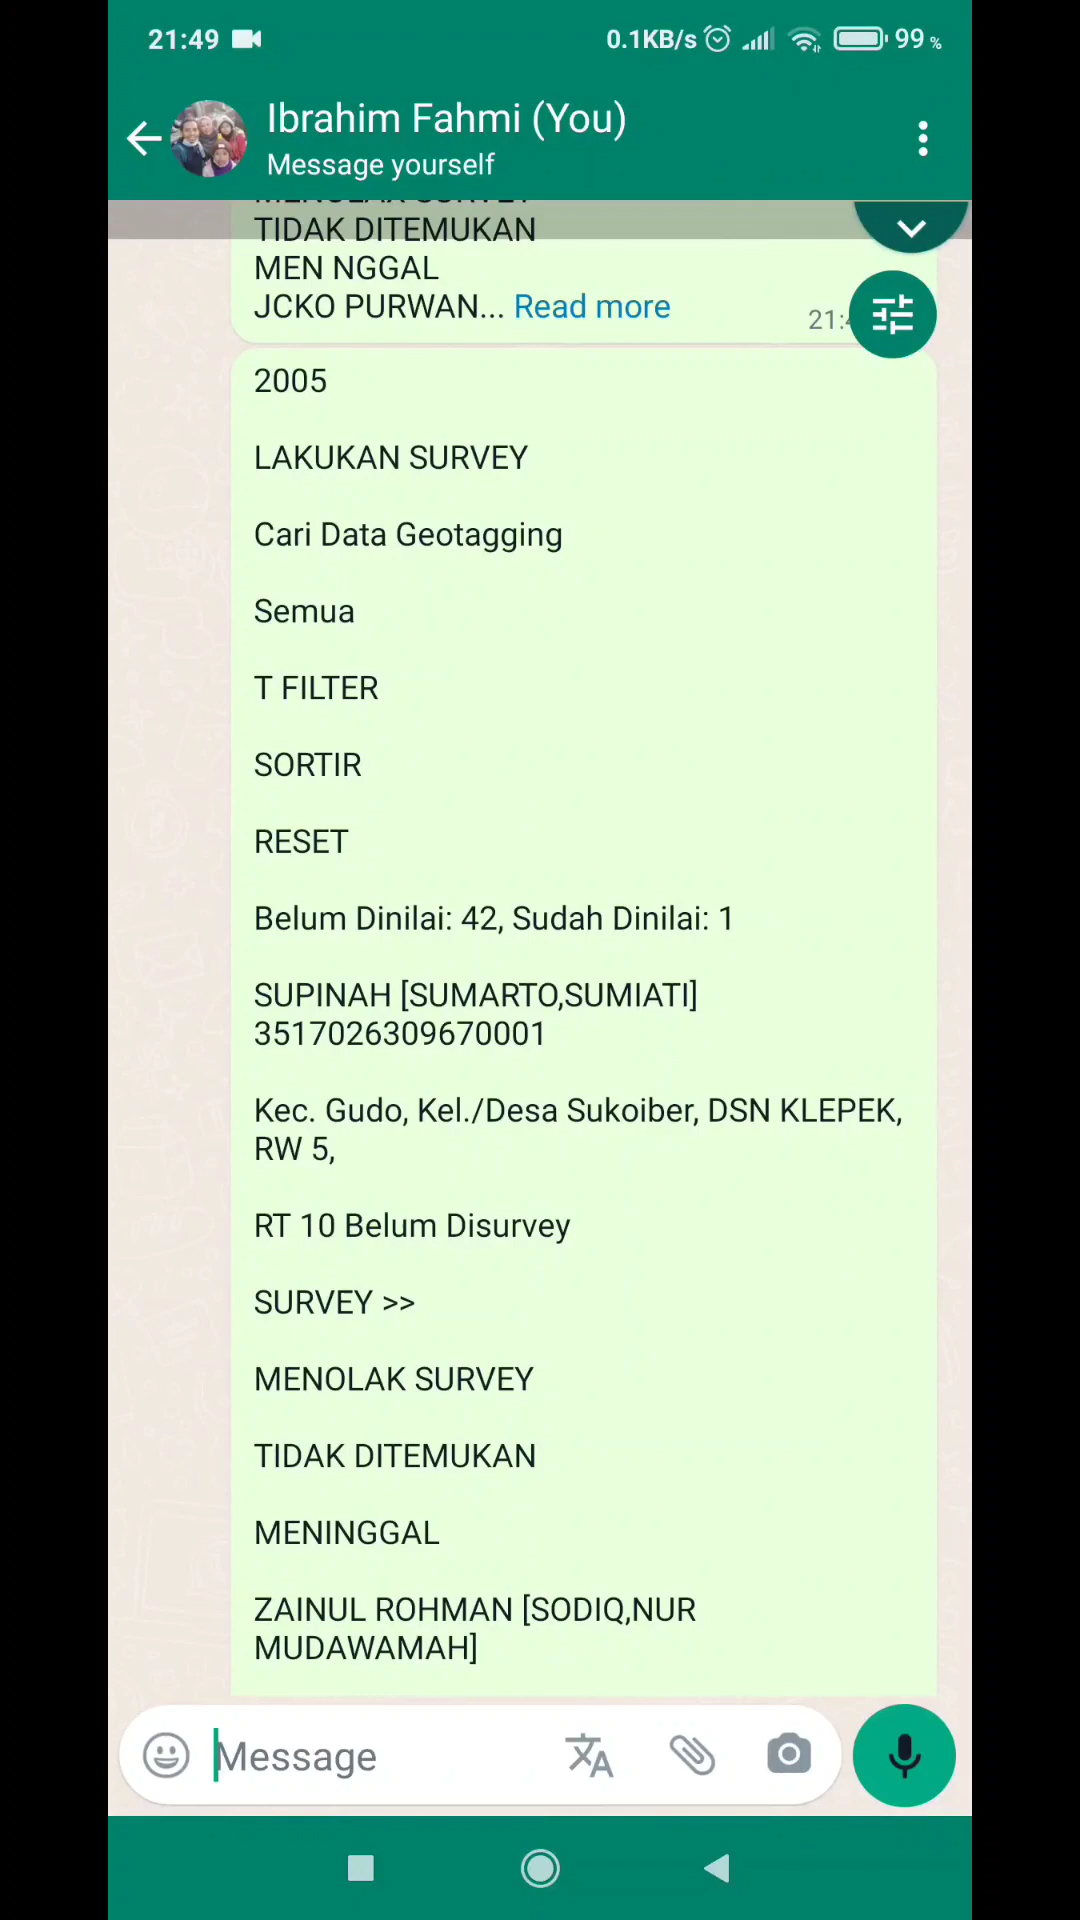 21:49
0.1KB/s
99 %
Ibrahim Fahmi (You)
Message yourself
TIDAK DITEMUKAN
MEN NGGAL
JCKO PURWAN... Read more
2005
LAKUKAN SURVEY
Cari Data Geotagging
Semua
T FILTER
SORTIR
RESET
Belum Dinilai: 42, Sudah Dinilai: 1
SUPINAH [SUMARTO,SUMIATI]
3517026309670001
Kec. Gudo, Kel./Desa Sukoiber, DSN KLEPEK,
RW 5,
RT 10 Belum Disurvey
SURVEY >>
MENOLAK SURVEY
TIDAK DITEMUKAN
MENINGGAL
ZAINUL ROHMAN [SODIQ,NUR
MUDAWAMAH]
Message